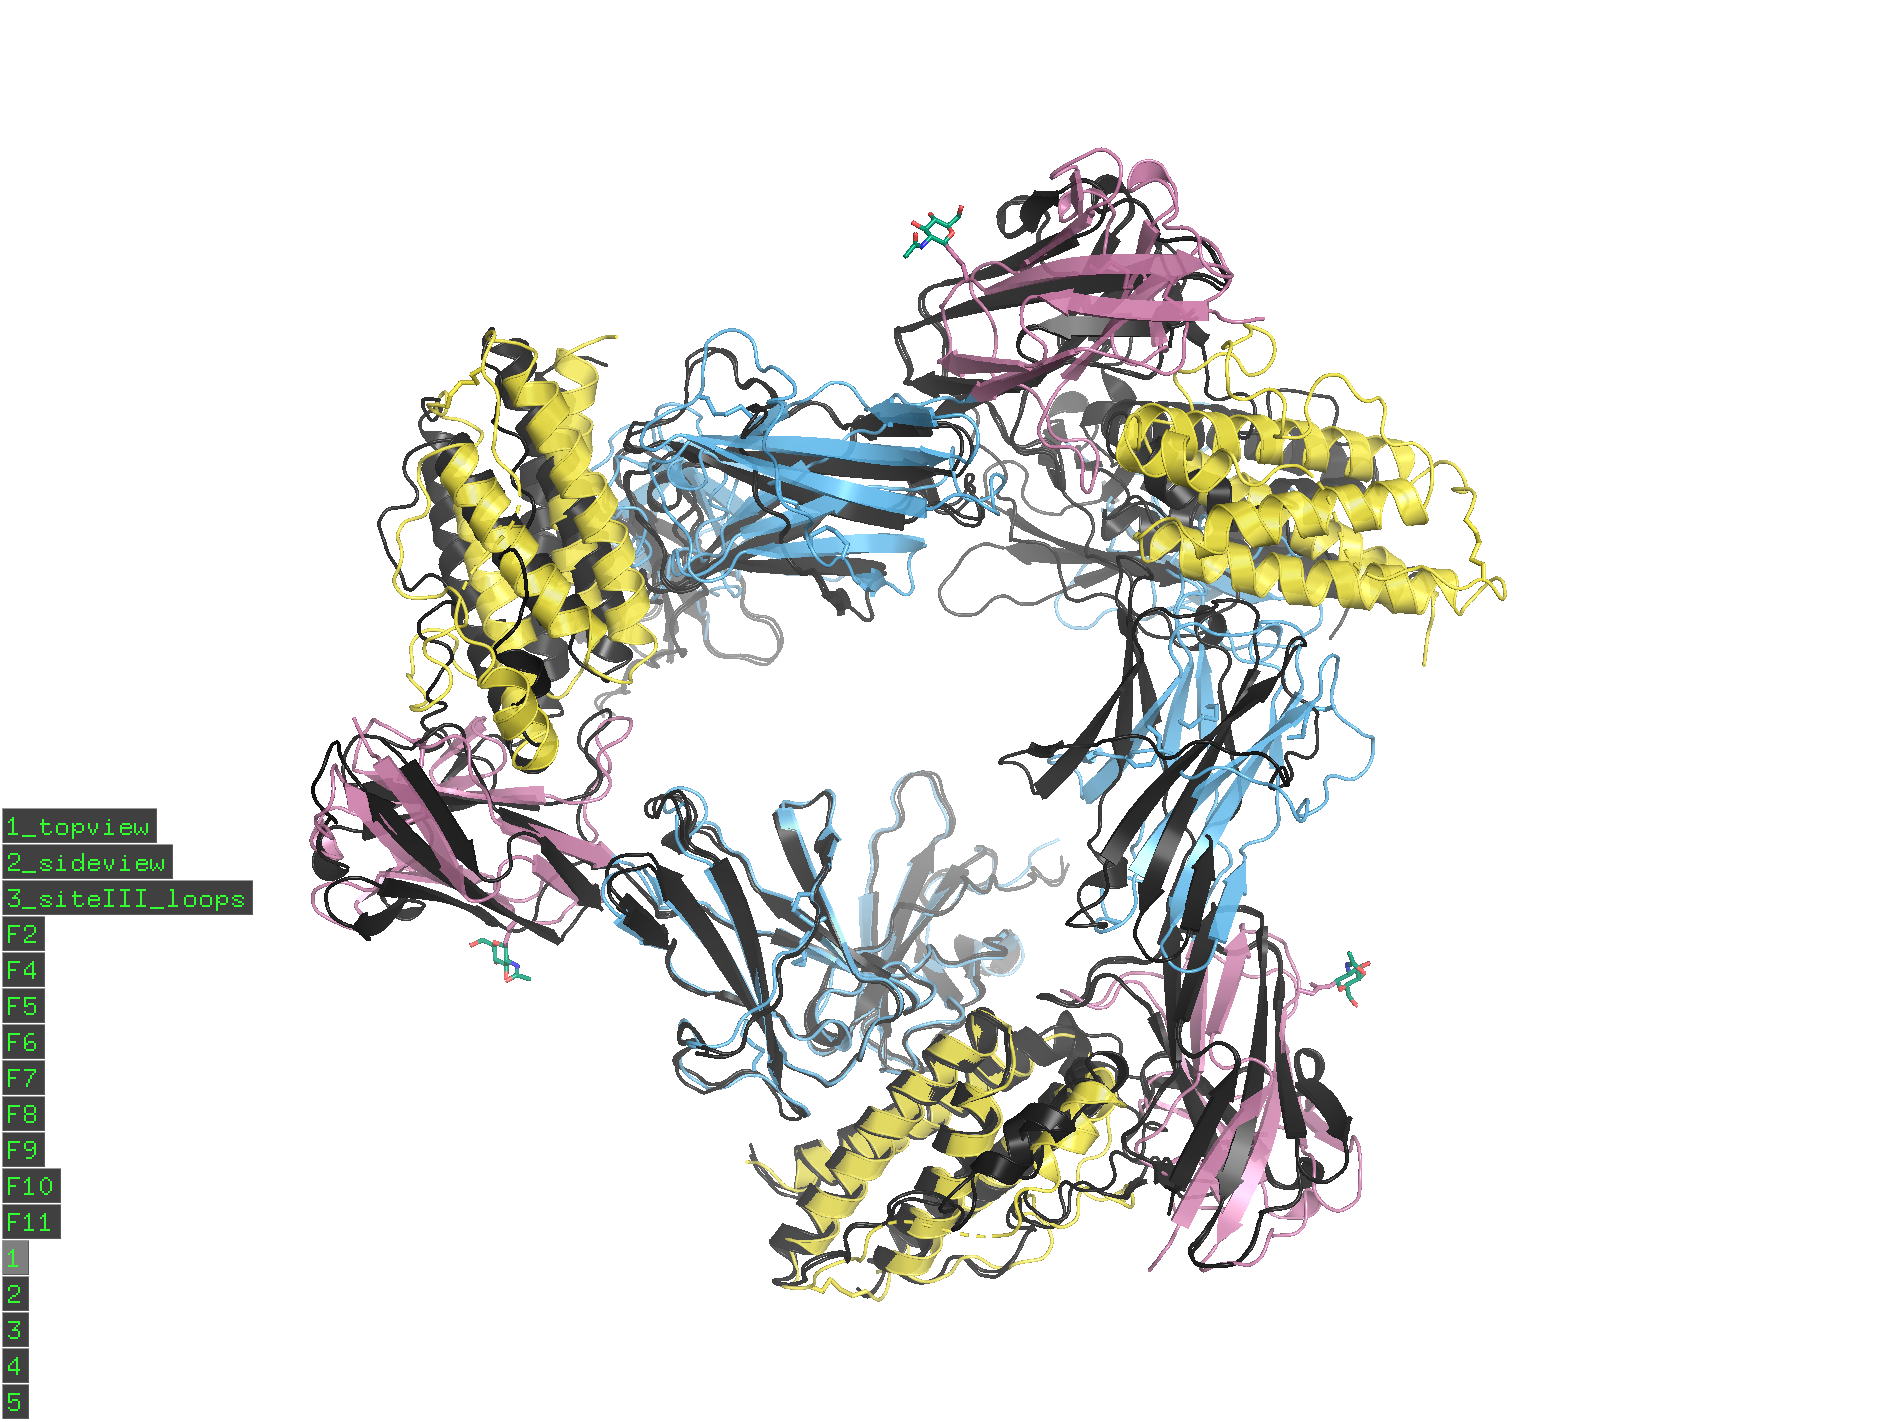 1_topview
2_sideview
3_siteIII_loops
F2
F4
F5
F6
F7
F8
F9
F10
F11
1
2
3
4
5